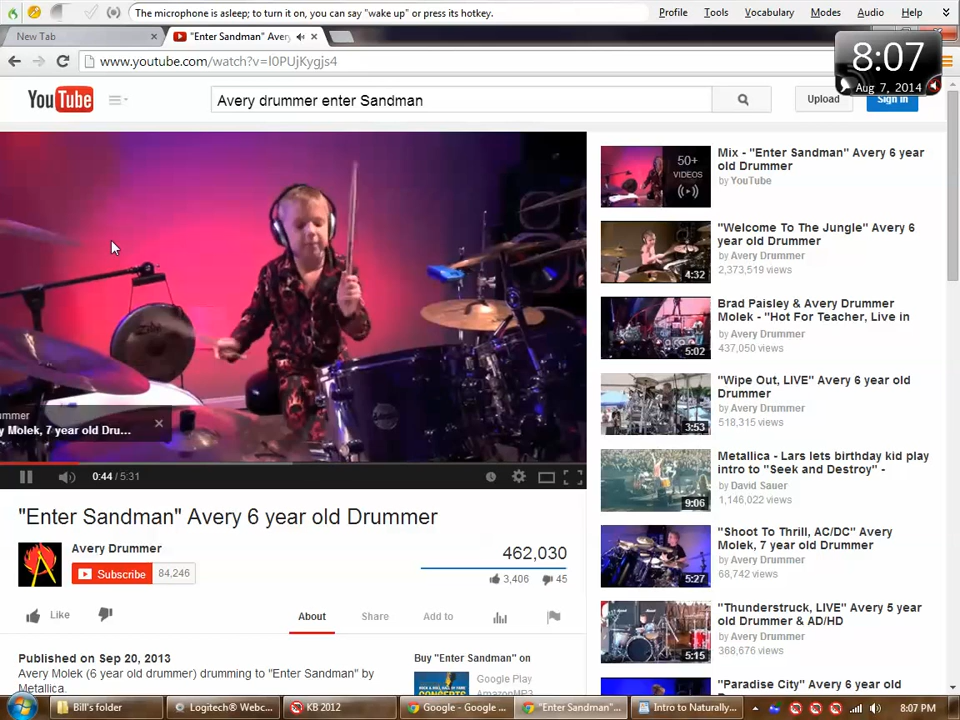 The microphone is asleep; to turn it on, you can say "wake up" or press its hotkey.
Profile Tools Vocabulary Modes Audio Help
New Tab
"Enter Sandman" Avery
www.youtube.com/watch?v=I0PUjKygjs4
8:07
Aug 7, 2014
YouTube
Avery drummer enter Sandman
Upload
Sign in
ummer
y Molek, 7 year old Dru...
0:44 / 5:31
"Enter Sandman" Avery 6 year old Drummer
Avery Drummer
Subscribe 84,246
462,030
3,406 45
Like
About Share Add to
Published on Sep 20, 2013
Avery Molek (6 year old drummer) drumming to "Enter Sandman" by
Metallica.
Buy "Enter Sandman" on
Google Play
AmazonMP3
50+
VIDEOS
Mix - "Enter Sandman" Avery 6 year
old Drummer
by YouTube
4:32
"Welcome To The Jungle" Avery 6
year old Drummer
by Avery Drummer
2,373,519 views
5:02
Brad Paisley & Avery Drummer
Molek - "Hot For Teacher, Live in
by Avery Drummer
437,050 views
3:53
"Wipe Out, LIVE" Avery 6 year old
Drummer
by Avery Drummer
518,315 views
9:06
Metallica - Lars lets birthday kid play
intro to "Seek and Destroy" -
by David Sauer
1,146,022 views
5:27
"Shoot To Thrill, AC/DC" Avery
Molek, 7 year old Drummer
by Avery Drummer
68,742 views
5:15
"Thunderstruck, LIVE" Avery 5 year
old Drummer & AD/HD
by Avery Drummer
368,676 views
"Paradise City" Avery 6 year old
Bill's folder
Logitech® Webc...
KB 2012
Google - Google ...
"Enter Sandman"...
Intro to Naturally...
8:07 PM